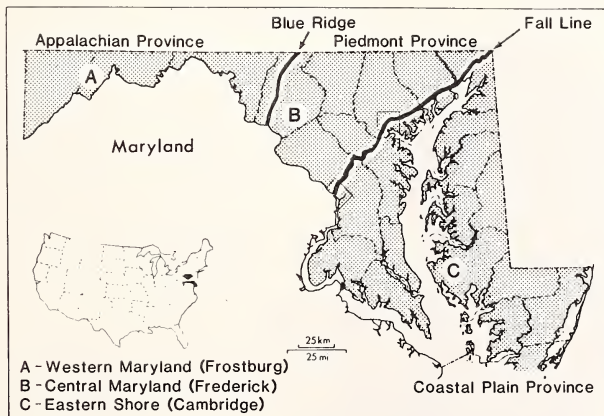 Blue Ridge
Fall Line
Appalachian Province
Piedmont Province
A
B
Maryland
C
25 km
25 mi
A - Western Maryland (Frostburg)
B - Central Maryland (Frederick)
C - Eastern Shore (Cambridge)
Coastal Plain Province